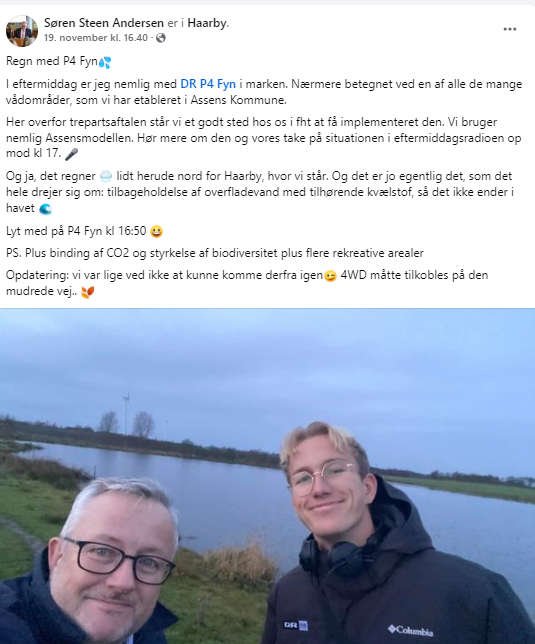 Søren Steen Andersen er i Haarby.
19. november kl. 16.40 ·
Regn med P4 Fyn💦
I eftermiddag er jeg nemlig med DR P4 Fyn i marken. Nærmere betegnet ved en af alle de mange
vådområder, som vi har etableret i Assens Kommune.
Her overfor trepartsaftalen står vi et godt sted hos os i fht at få implementeret den. Vi bruger
nemlig Assensmodellen. Hør mere om den og vores take på situationen i eftermiddagsradioen op
mod kl 17. 🎤
Og ja, det regner 🌧️ lidt herude nord for Haarby, hvor vi står. Og det er jo egentlig det, som det
hele drejer sig om: tilbageholdelse af overfladevand med tilhørende kvælstof, så det ikke ender i
havet 🌊
Lyt med på P4 Fyn kl 16:50 😀
PS. Plus binding af CO2 og styrkelse af biodiversitet plus flere rekreative arealer
Opdatering: vi var lige ved ikke at kunne komme derfra igen😅 4WD måtte tilkobles på den
mudrede vej.. 🍂
DR
Columbia